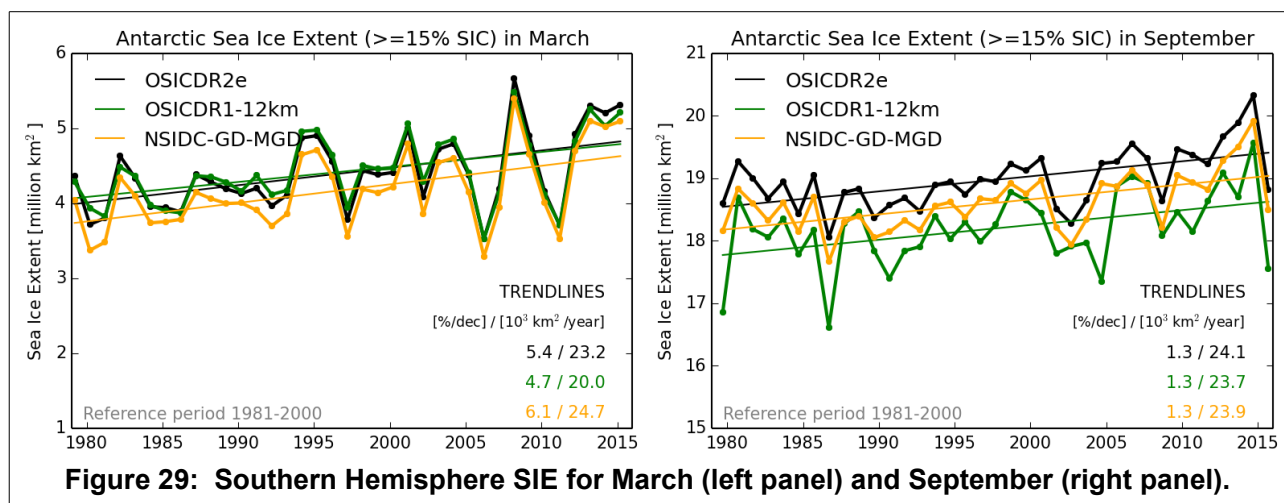 Antarctic Sea Ice Extent (>=15% SIC) in March
6
5
4
3
2
1
Sea Ice Extent [million km²]
OSICDR2e
OSICDR1-12km
NSIDC-GD-MGD
TRENDLINES
[%/dec] / [10³ km² /year]
5.4 / 23.2
4.7 / 20.0
6.1 / 24.7
Reference period 1981-2000
1980 1985 1990 1995 2000 2005 2010 2015
Antarctic Sea Ice Extent (>=15% SIC) in September
21
20
19
18
17
16
15
Sea Ice Extent [million km²]
OSICDR2e
OSICDR1-12km
NSIDC-GD-MGD
TRENDLINES
[%/dec] / [10³ km² /year]
1.3 / 24.1
1.3 / 23.7
1.3 / 23.9
Reference period 1981-2000
1980 1985 1990 1995 2000 2005 2010 2015
Figure 29: Southern Hemisphere SIE for March (left panel) and September (right panel).